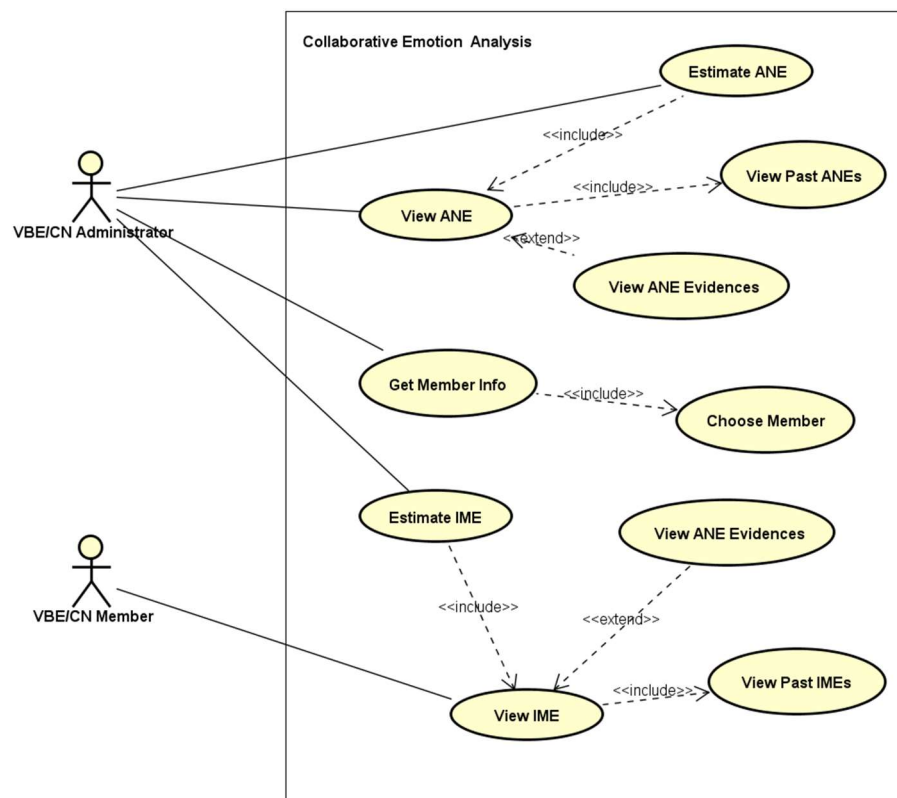 Collaborative Emotion Analysis
Estimate ANE
<<include>>
VBE/CN Administrator
View ANE
<<include>>
View Past ANEs
<<extend>>
View ANE Evidences
Get Member Info
<<include>>
Choose Member
Estimate IME
View ANE Evidences
VBE/CN Member
<<include>>
<<extend>>
View IME
<<include>>
View Past IMEs